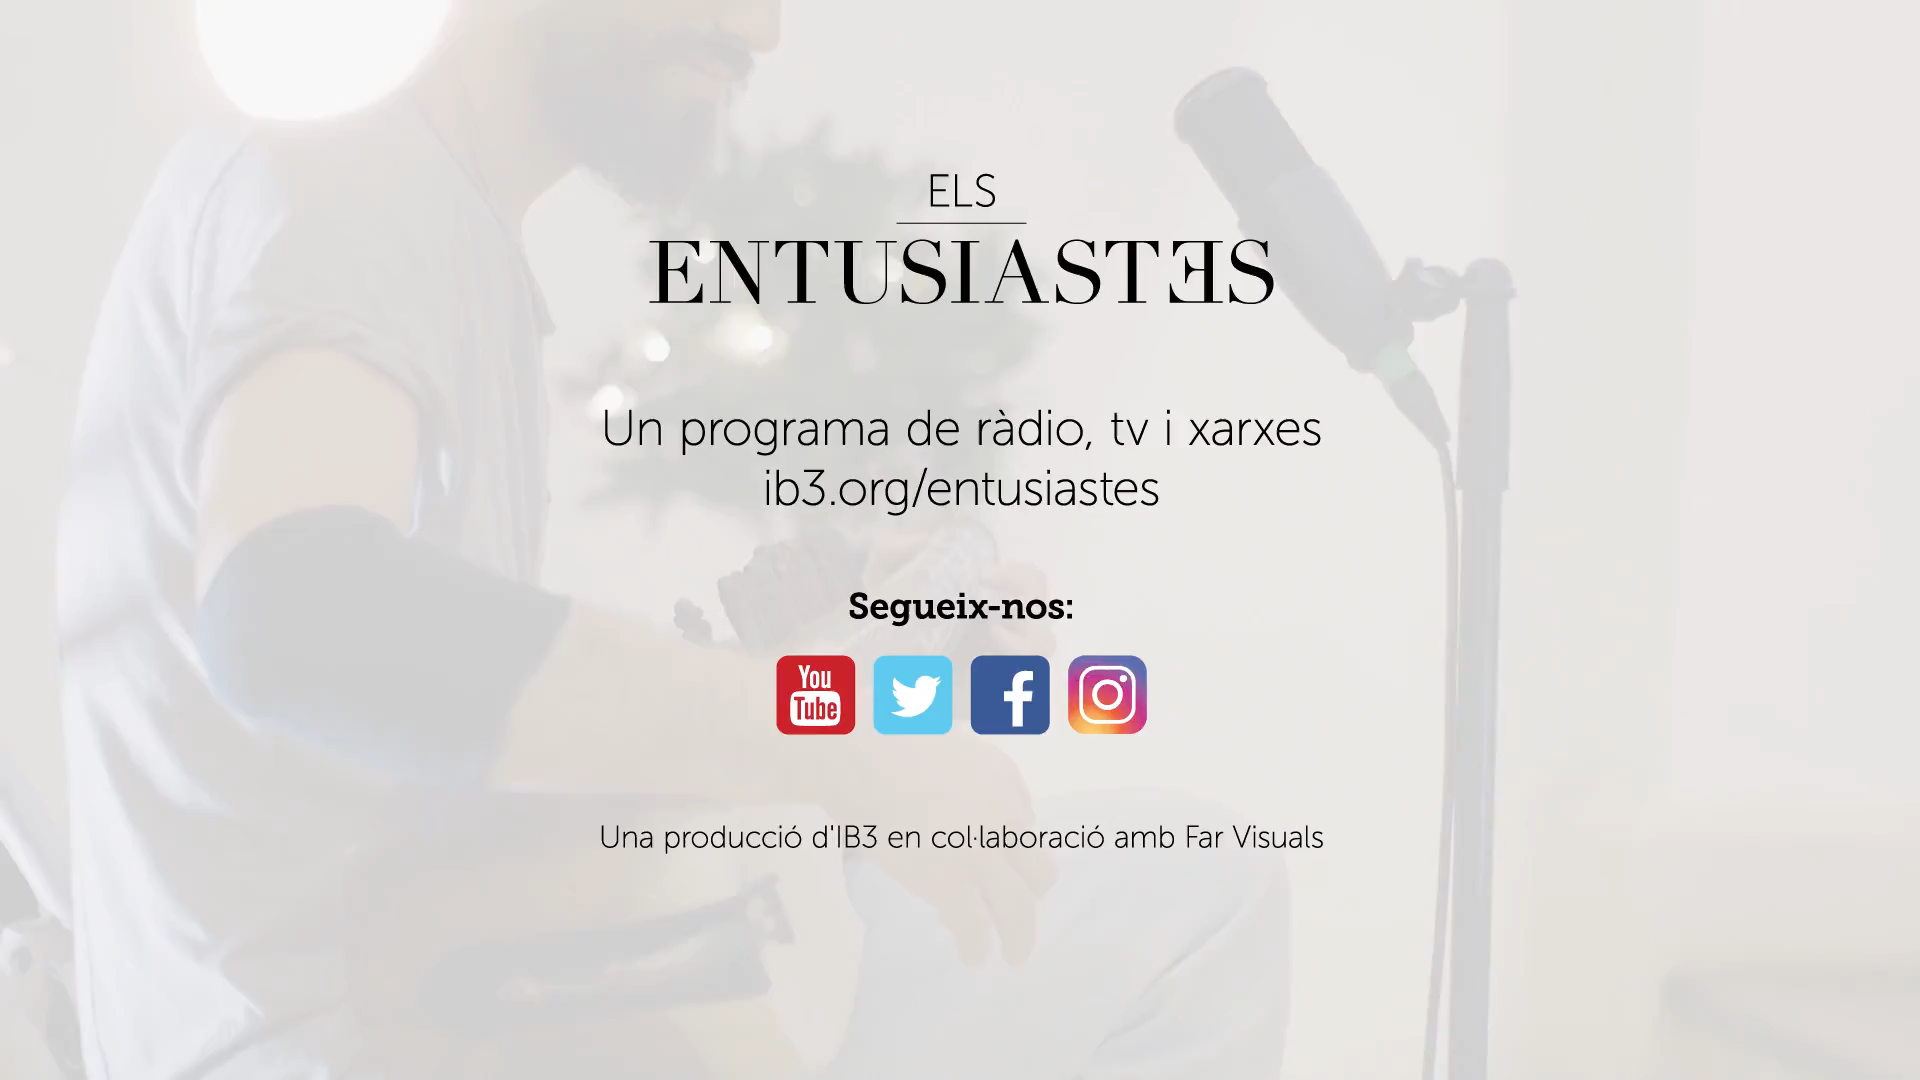 ELS
ENTUSIASTES
Un programa de ràdio, tv i xarxes
ib3.org/entusiastes
Segueix-nos:
You
Tube
Una producció d'IB3 en col·laboració amb Far Visuals